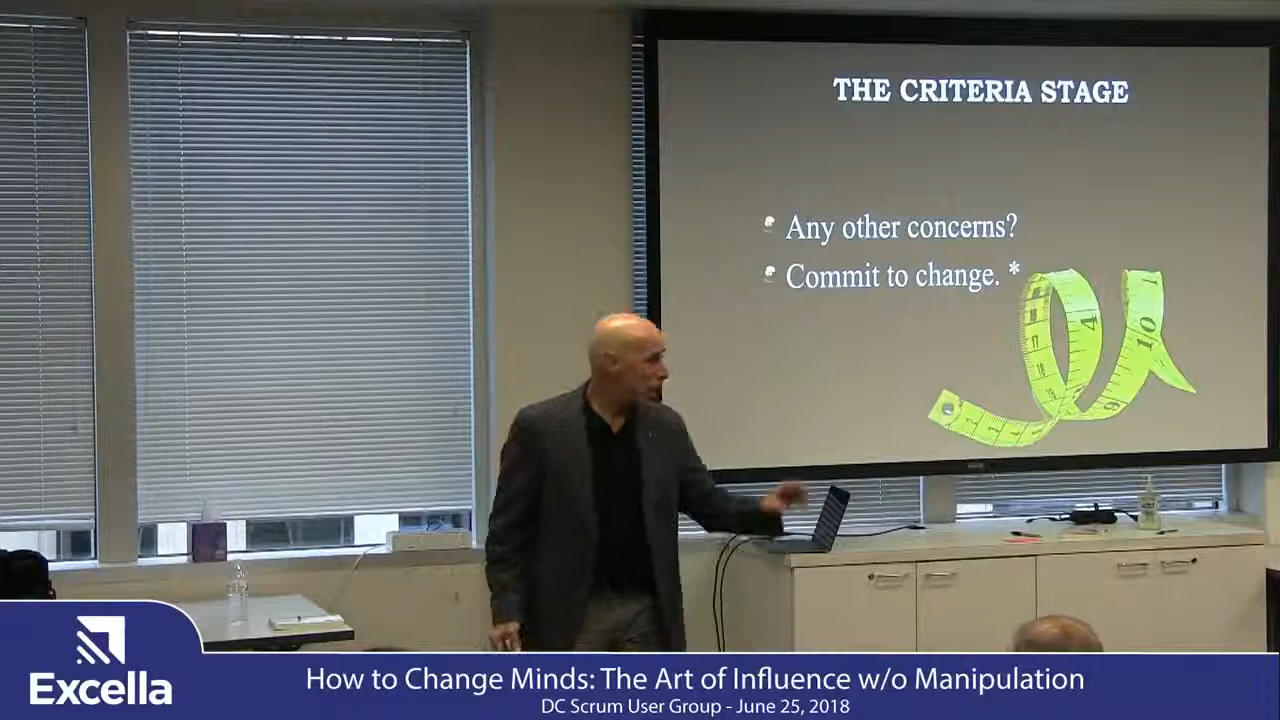 THE CRITERIA STAGE
Any other concerns?
Commit to change. *
Excella
How to Change Minds: The Art of Influence w/o Manipulation
DC Scrum User Group - June 25, 2018